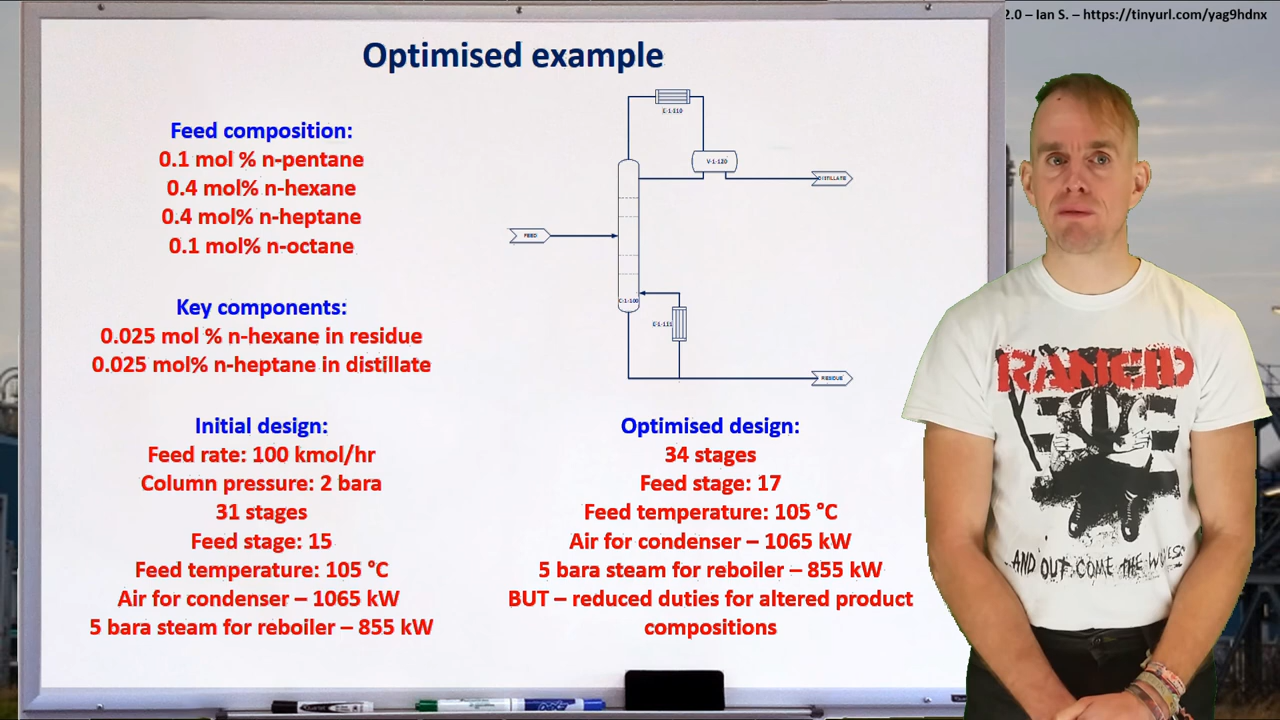 2.0 – Ian S. – https://tinyurl.com/yag9hdnx
Optimised example
Feed composition:
0.1 mol % n-pentane
0.4 mol% n-hexane
0.4 mol% n-heptane
0.1 mol% n-octane
Key components:
0.025 mol % n-hexane in residue
0.025 mol% n-heptane in distillate
Initial design:
Feed rate: 100 kmol/hr
Column pressure: 2 bara
31 stages
Feed stage: 15
Feed temperature: 105 °C
Air for condenser – 1065 kW
5 bara steam for reboiler – 855 kW
E-1-110
V-1-120
DISTILLATE
FEED
C-1-100
E-1-111
RESIDUE
Optimised design:
34 stages
Feed stage: 17
Feed temperature: 105 °C
Air for condenser – 1065 kW
5 bara steam for reboiler – 855 kW
BUT – reduced duties for altered product
compositions
RANCID
...AND OUT COME THE WOLVES